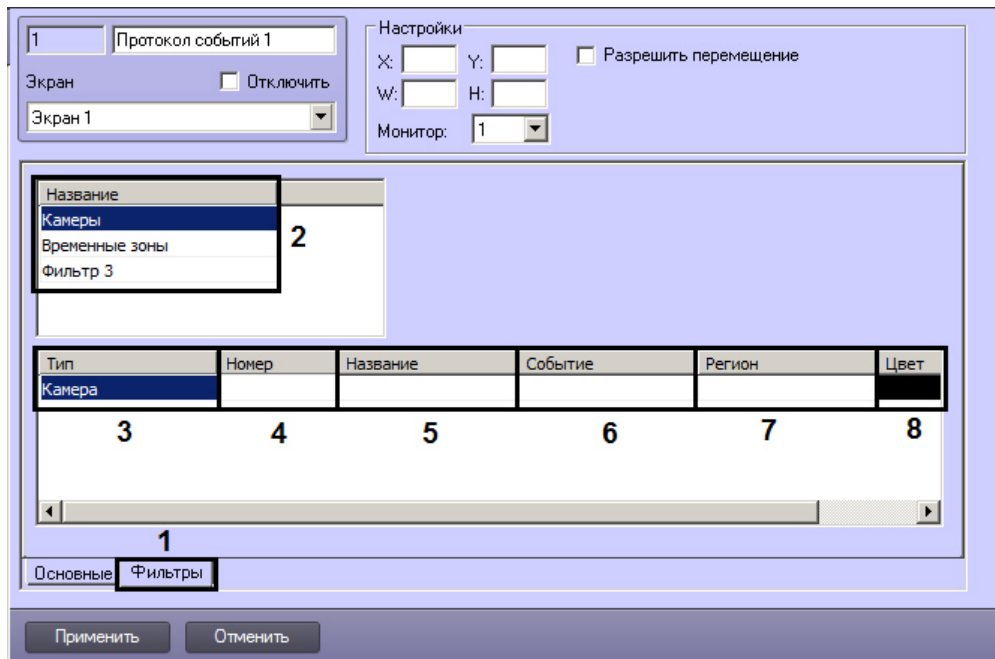 1 Протокол событий 1
Экран Отключить
Экран 1
Настройки
X: Y: Разрешить перемещение
W: H:
Монитор: 1
Название
Камеры
Временные зоны
Фильтр 3
2
Тип Номер Название Событие Регион Цвет
Камера
3 4 5 6 7 8
1
Основные Фильтры
Применить Отменить